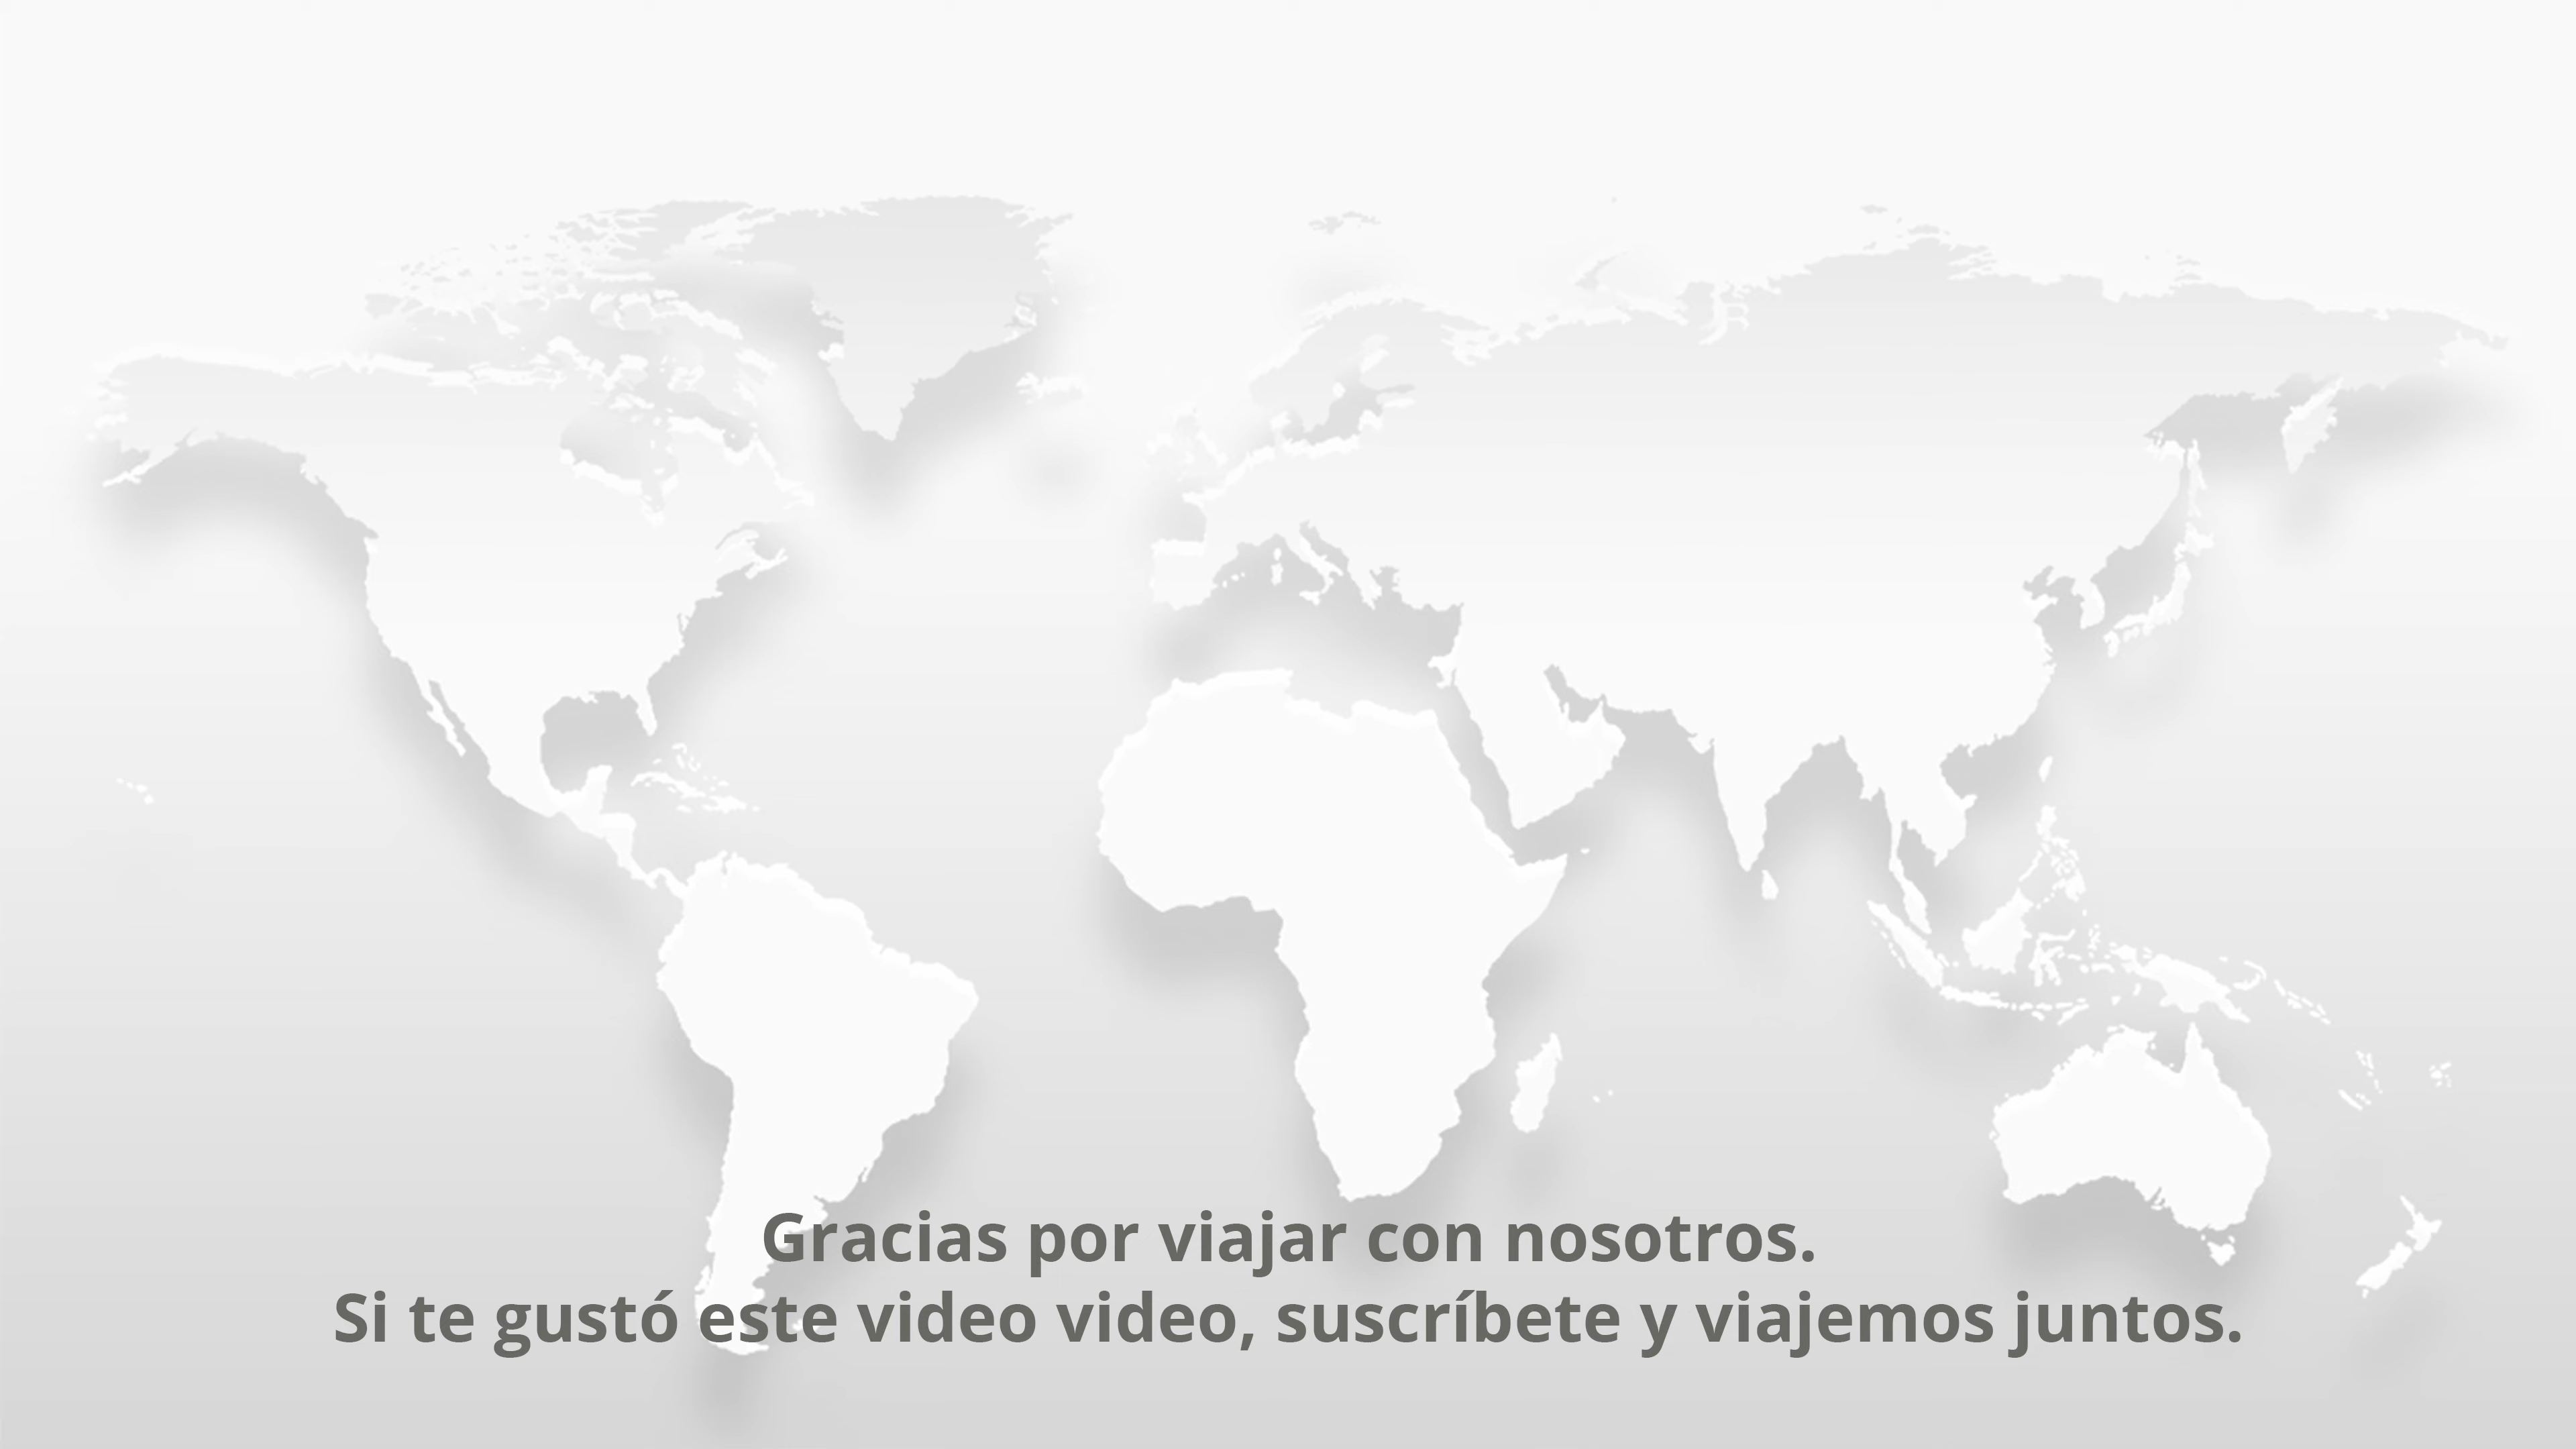 Gracias por viajar con nosotros.
Si te gustó este video video, suscríbete y viajemos juntos.